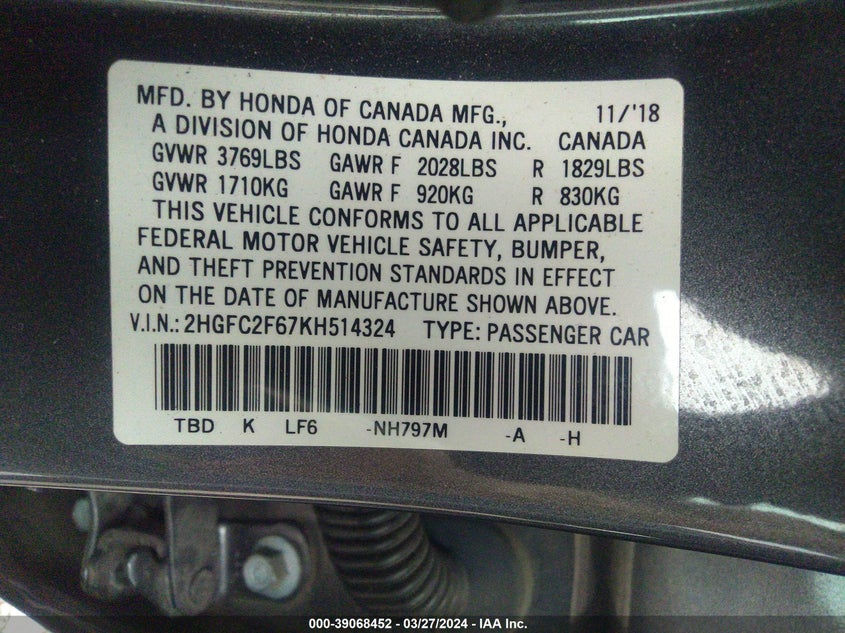 MFD. BY HONDA OF CANADA MFG., 11/'18
A DIVISION OF HONDA CANADA INC. CANADA
GVWR 3769LBS GAWR F 2028LBS R 1829LBS
GVWR 1710KG GAWR F 920KG R 830KG
THIS VEHICLE CONFORMS TO ALL APPLICABLE
FEDERAL MOTOR VEHICLE SAFETY, BUMPER,
AND THEFT PREVENTION STANDARDS IN EFFECT
ON THE DATE OF MANUFACTURE SHOWN ABOVE.
V.I.N.: 2HGFC2F67KH514324 TYPE: PASSENGER CAR
TBD K LF6 -NH797M -A -H
000-39068452 - 03/27/2024 - IAA Inc.